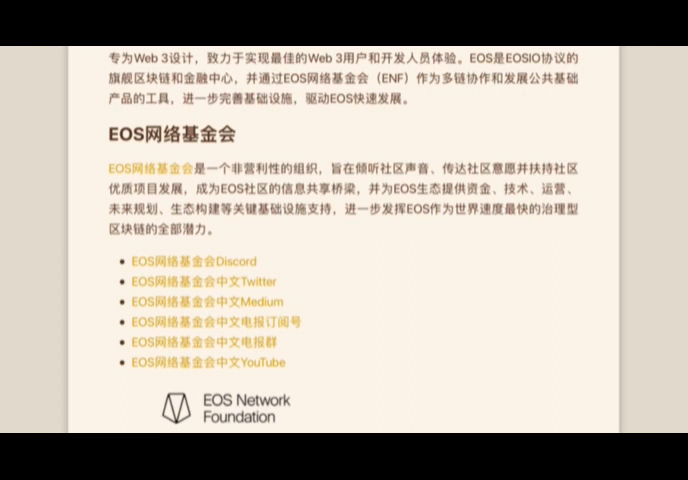 专为Web 3设计，致力于实现最佳的Web 3用户和开发人员体验。EOS是EOSIO协议的
旗舰区块链和金融中心，并通过EOS网络基金会（ENF）作为多链协作和发展公共基础
产品的工具，进一步完善基础设施，驱动EOS快速发展。
EOS网络基金会
EOS网络基金会是一个非营利性的组织，旨在倾听社区声音、传达社区意愿并扶持社区
优质项目发展，成为EOS社区的信息共享桥梁，并为EOS生态提供资金、技术、运营、
未来规划、生态构建等关键基础设施支持，进一步发挥EOS作为世界速度最快的治理型
区块链的全部潜力。
• EOS网络基金会Discord
• EOS网络基金会中文Twitter
• EOS网络基金会中文Medium
• EOS网络基金会中文电报订阅号
• EOS网络基金会中文电报群
• EOS网络基金会中文YouTube
EOS Network
Foundation